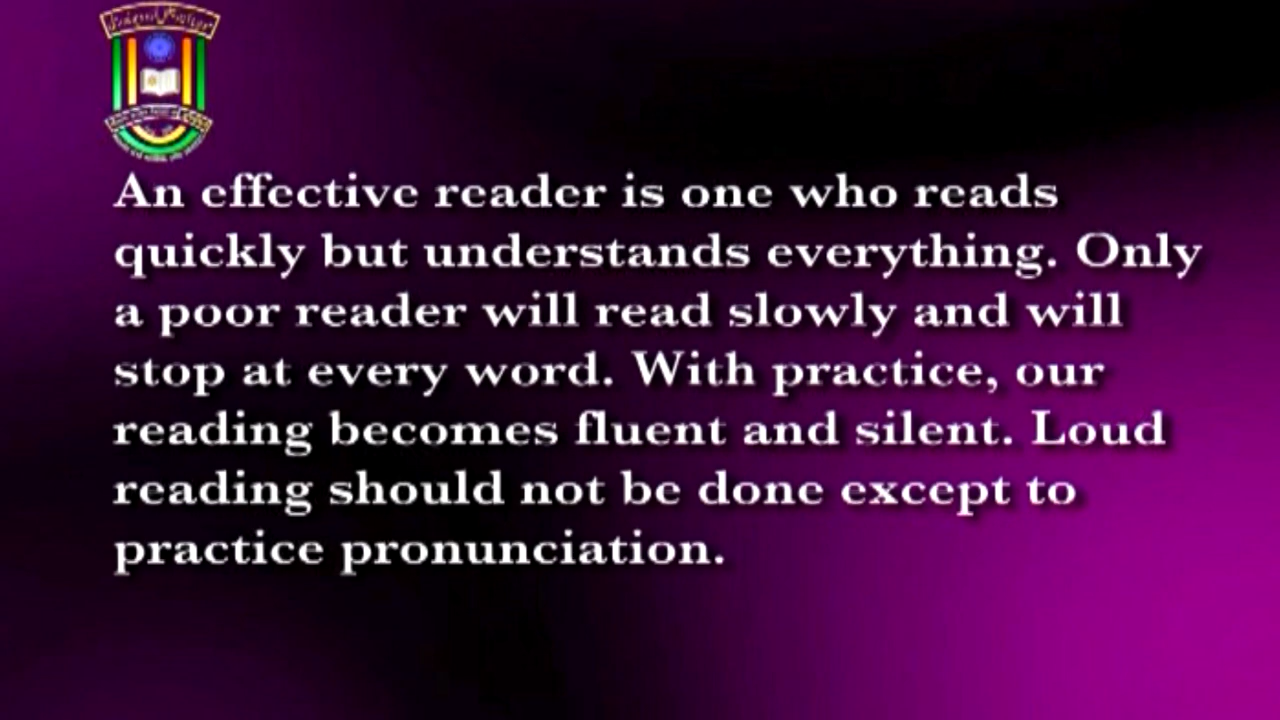 An effective reader is one who reads
quickly but understands everything. Only
a poor reader will read slowly and will
stop at every word. With practice, our
reading becomes fluent and silent. Loud
reading should not be done except to
practice pronunciation.